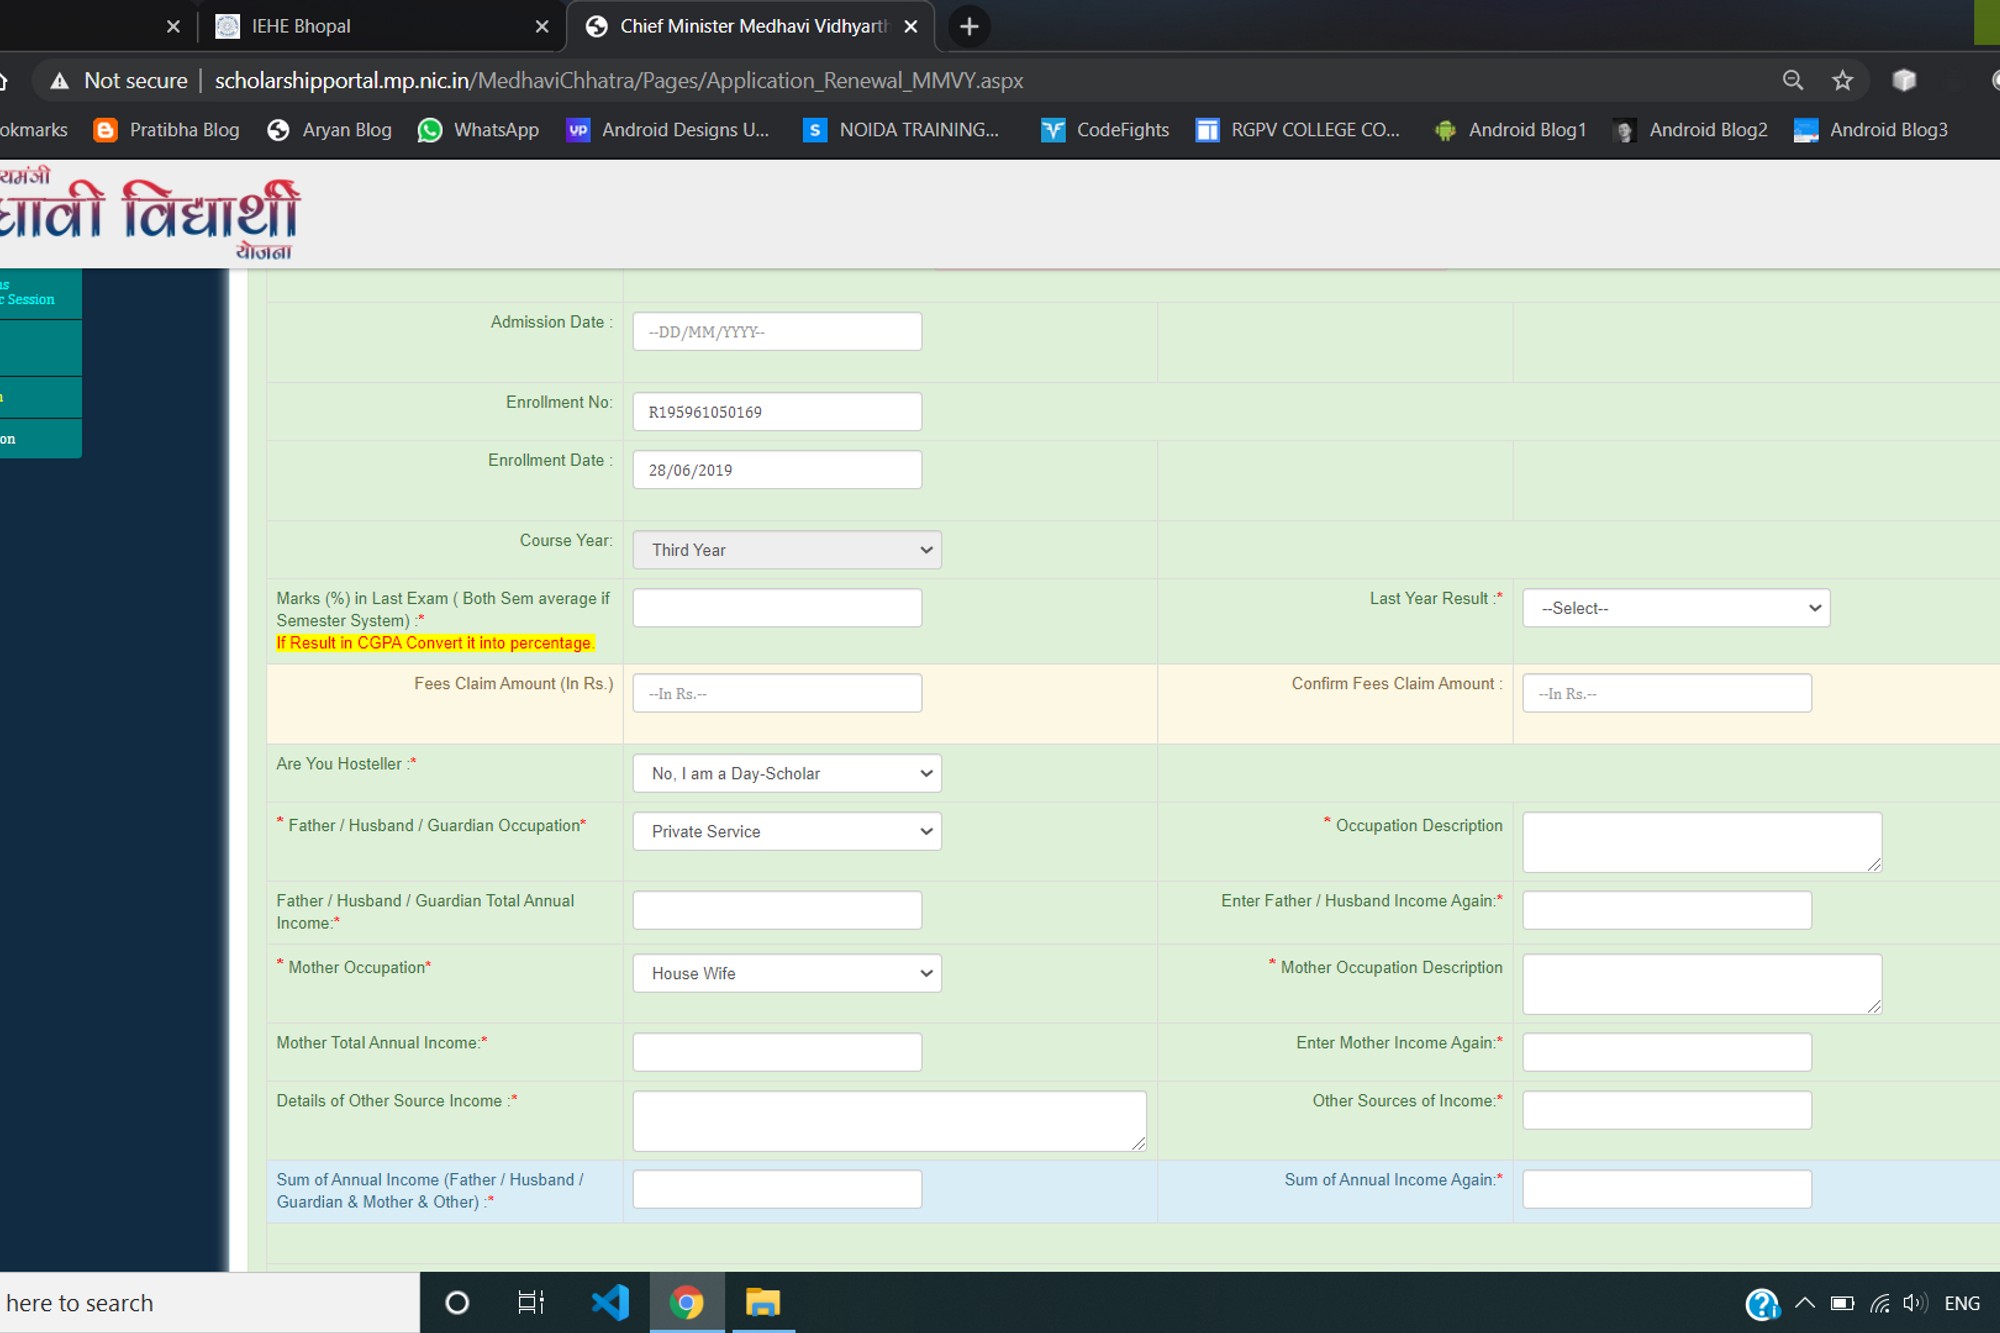 IEHE Bhopal
Chief Minister Medhavi Vidhyarth
Not secure | scholarshipportal.mp.nic.in/MedhaviChhatra/Pages/Application_Renewal_MMVY.aspx
okmarks Pratibha Blog Aryan Blog WhatsApp UP Android Designs U... S NOIDA TRAINING... CodeFights RGPV COLLEGE CO... Android Blog1 Android Blog2 Android Blog3
विद्यार्थी
योजना
c Session
on
Admission Date : --DD/MM/YYYY--
Enrollment No: R195961050169
Enrollment Date : 28/06/2019
Course Year: Third Year
Marks (%) in Last Exam ( Both Sem average if
Semester System) :*
If Result in CGPA Convert it into percentage.
Last Year Result :* --Select--
Fees Claim Amount (In Rs.) --In Rs.-- Confirm Fees Claim Amount : --In Rs.--
Are You Hosteller :* No, I am a Day-Scholar
* Father / Husband / Guardian Occupation* Private Service * Occupation Description
Father / Husband / Guardian Total Annual
Income:*
Enter Father / Husband Income Again:*
* Mother Occupation* House Wife * Mother Occupation Description
Mother Total Annual Income:* Enter Mother Income Again:*
Details of Other Source Income :* Other Sources of Income:*
Sum of Annual Income (Father / Husband /
Guardian & Mother & Other) :*
Sum of Annual Income Again:*
here to search
ENG